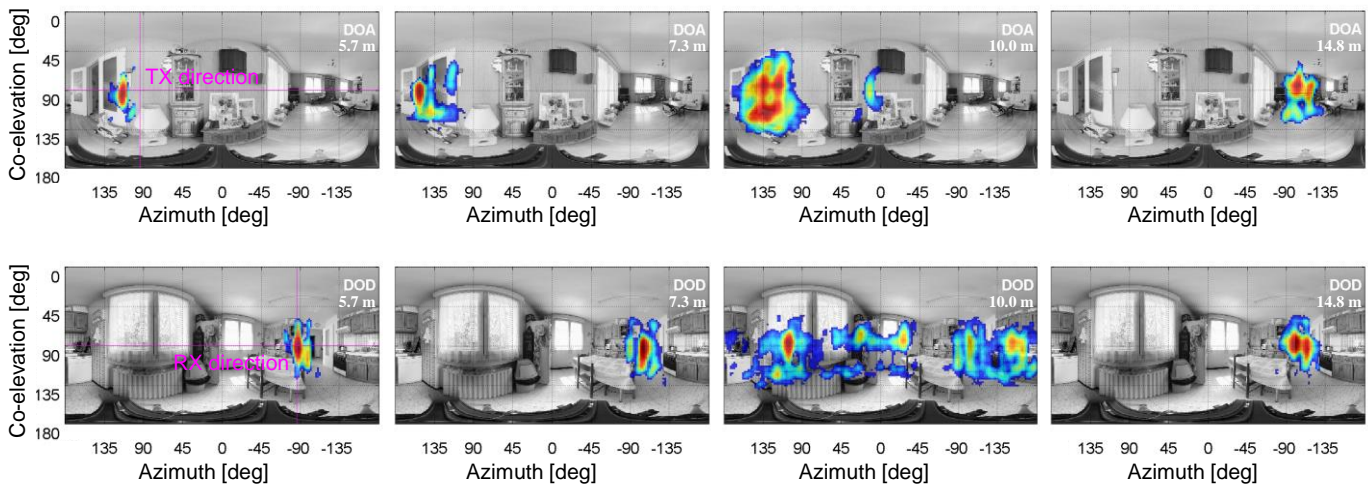 Co-elevation [deg]
0
45
90
135
180
DOA
5.7 m
TX direction
135 90 45 0 -45 -90 -135
Azimuth [deg]
DOA
7.3 m
135 90 45 0 -45 -90 -135
Azimuth [deg]
DOA
10.0 m
135 90 45 0 -45 -90 -135
Azimuth [deg]
DOA
14.8 m
135 90 45 0 -45 -90 -135
Azimuth [deg]
Co-elevation [deg]
0
45
90
135
180
DOD
5.7 m
RX direction
135 90 45 0 -45 -90 -135
Azimuth [deg]
DOD
7.3 m
135 90 45 0 -45 -90 -135
Azimuth [deg]
DOD
10.0 m
135 90 45 0 -45 -90 -135
Azimuth [deg]
DOD
14.8 m
135 90 45 0 -45 -90 -135
Azimuth [deg]